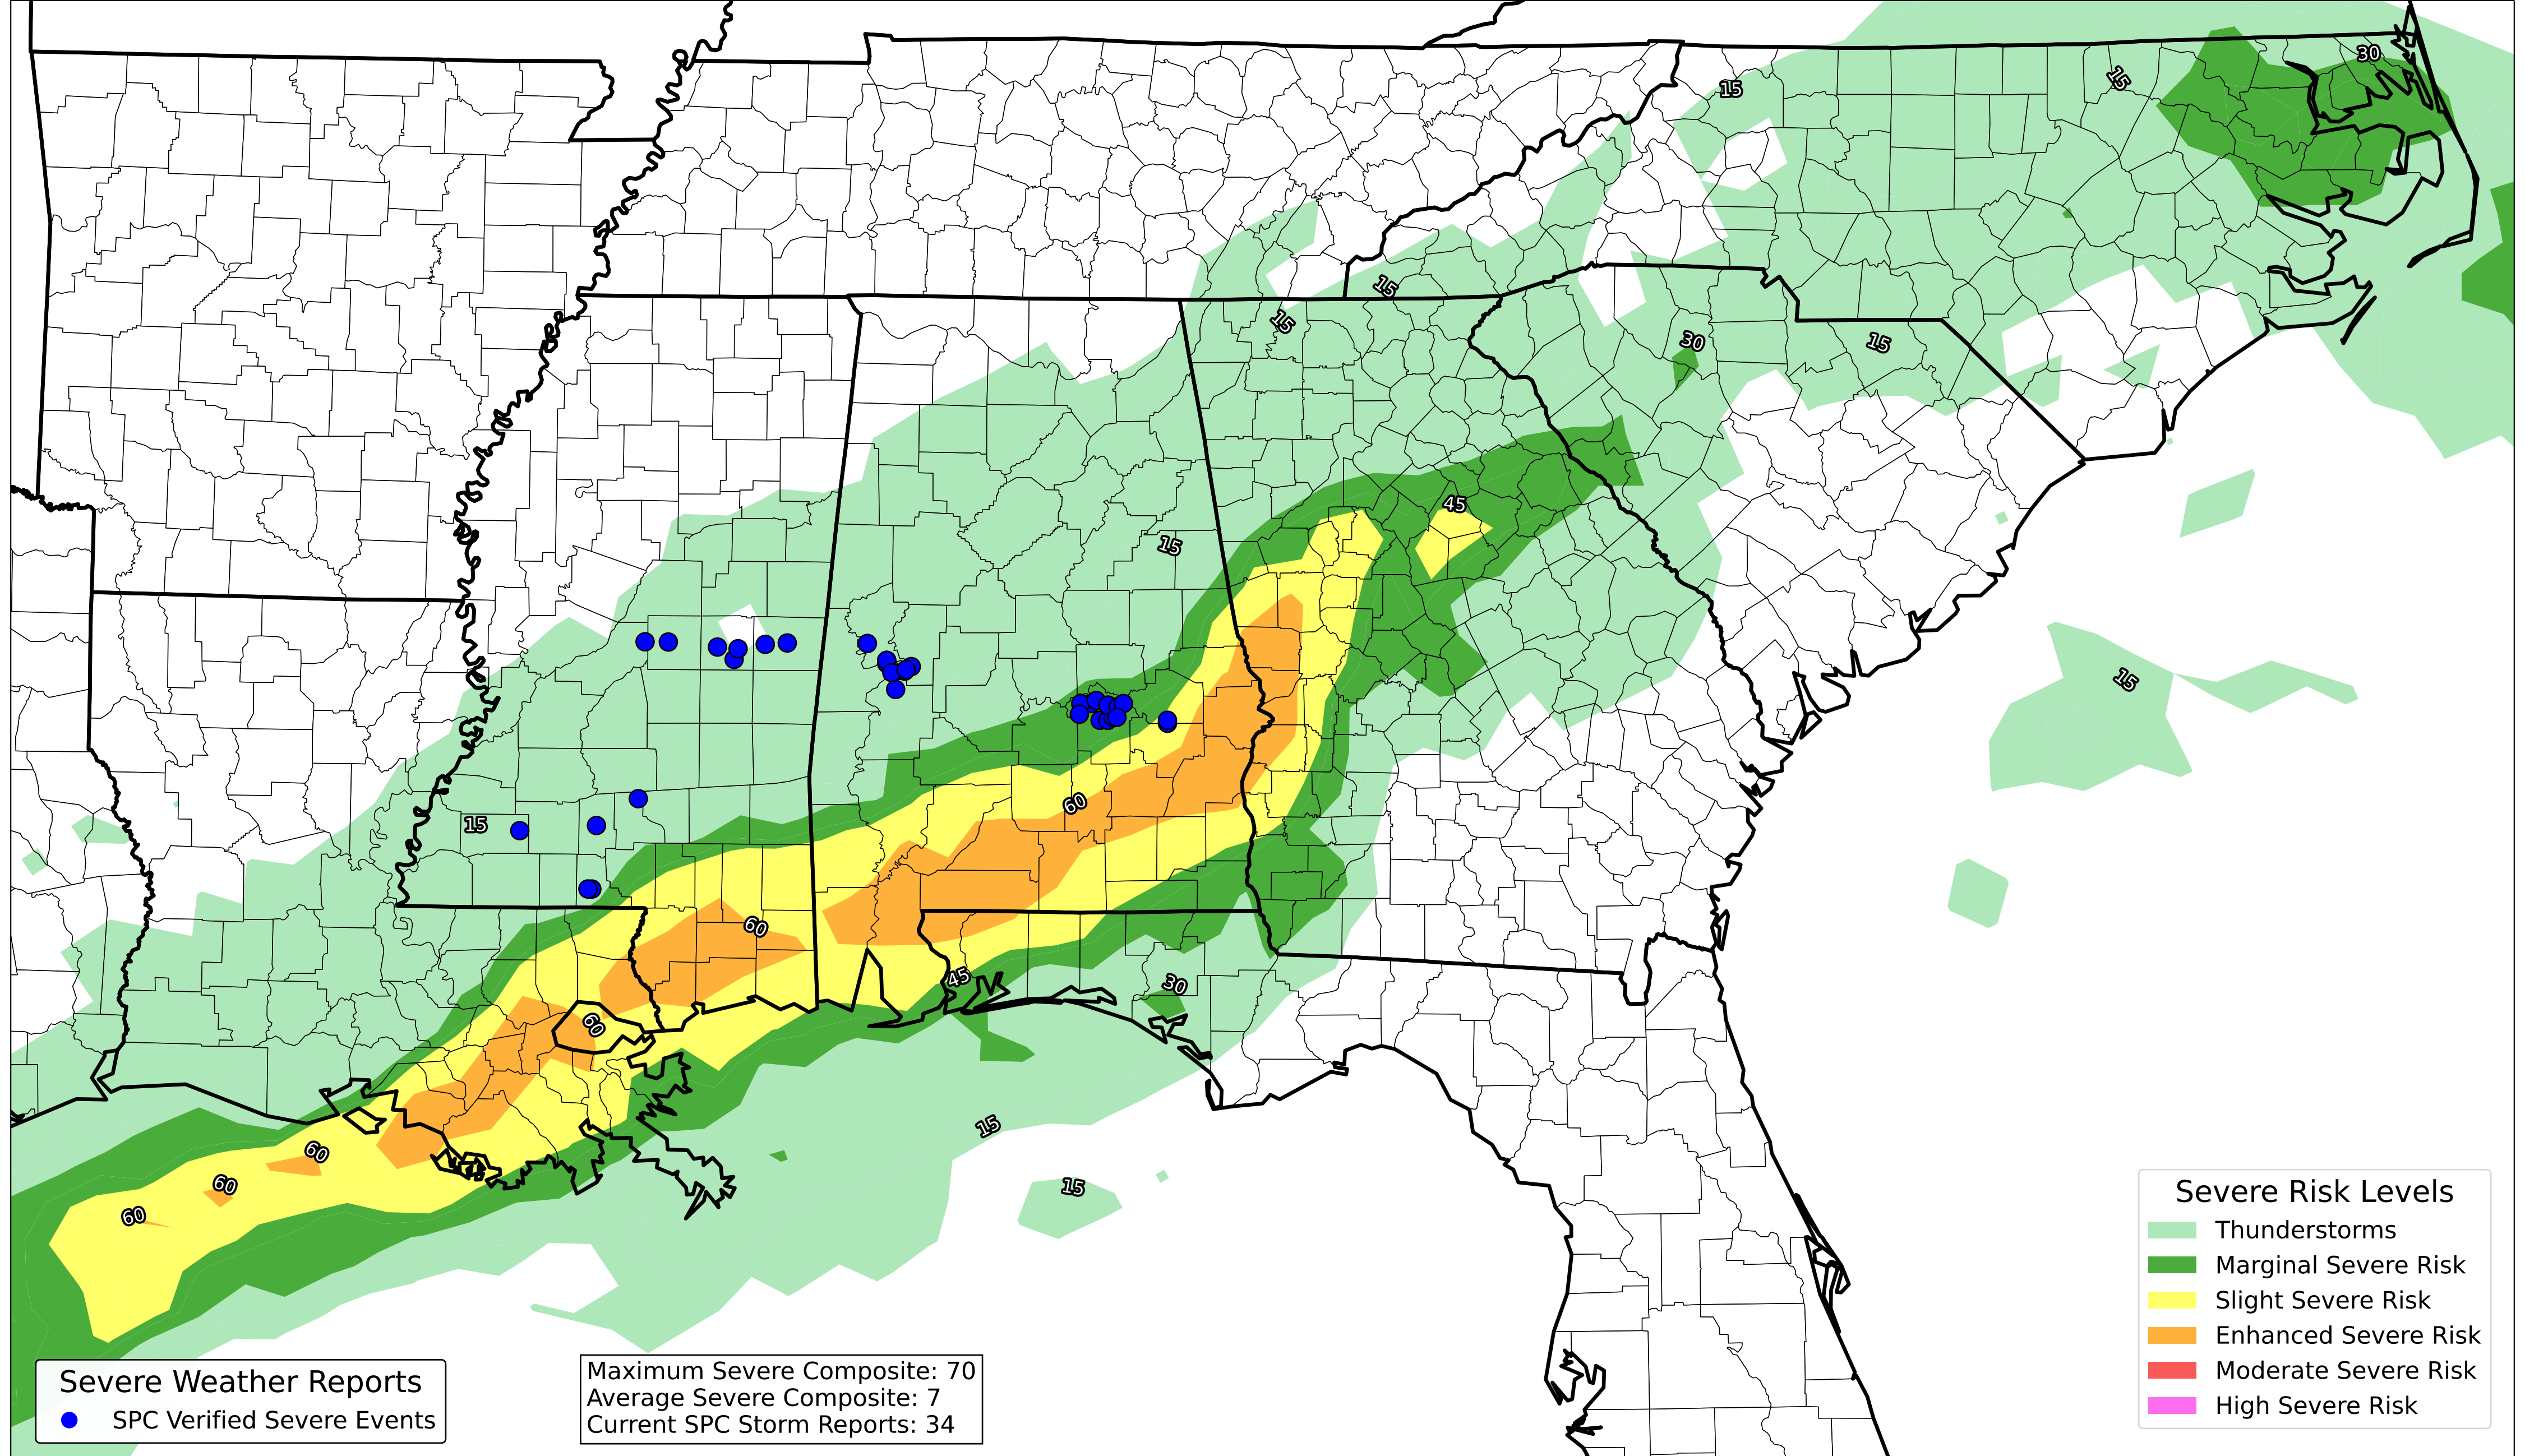 30
15
15
15
15
30
15
45
15
15
60
15
60
45
30
60
15
60
15
60
60
Severe Risk Levels
Thunderstorms
Marginal Severe Risk
Slight Severe Risk
Enhanced Severe Risk
Moderate Severe Risk
High Severe Risk
Severe Weather Reports
SPC Verified Severe Events
Maximum Severe Composite: 70
Average Severe Composite: 7
Current SPC Storm Reports: 34